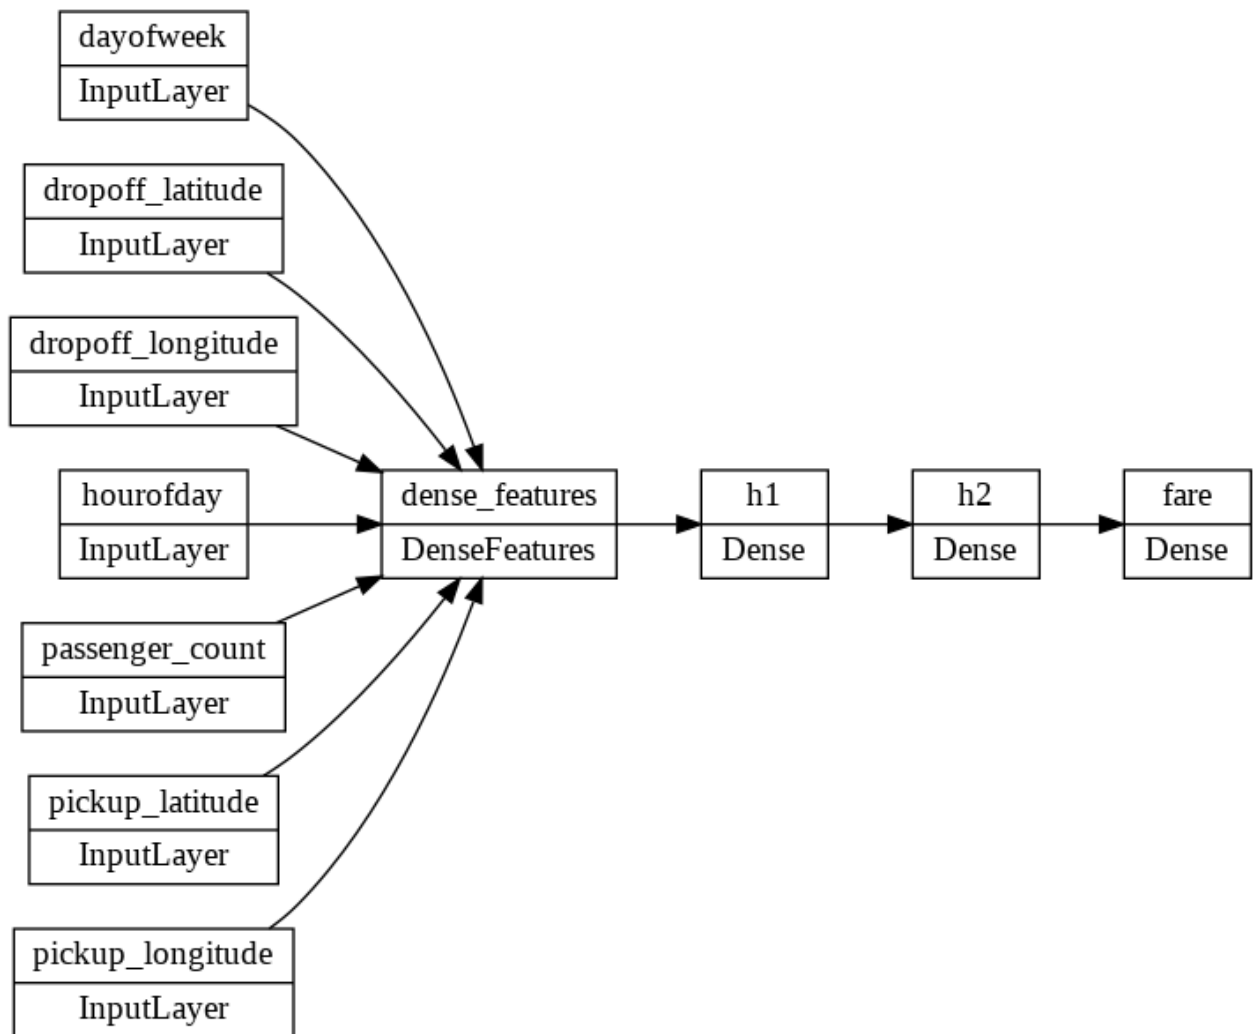 dayofweek
InputLayer
dropoff_latitude
InputLayer
dropoff_longitude
InputLayer
hourofday
InputLayer
passenger_count
InputLayer
pickup_latitude
InputLayer
pickup_longitude
InputLayer
dense_features
DenseFeatures
h1
Dense
h2
Dense
fare
Dense